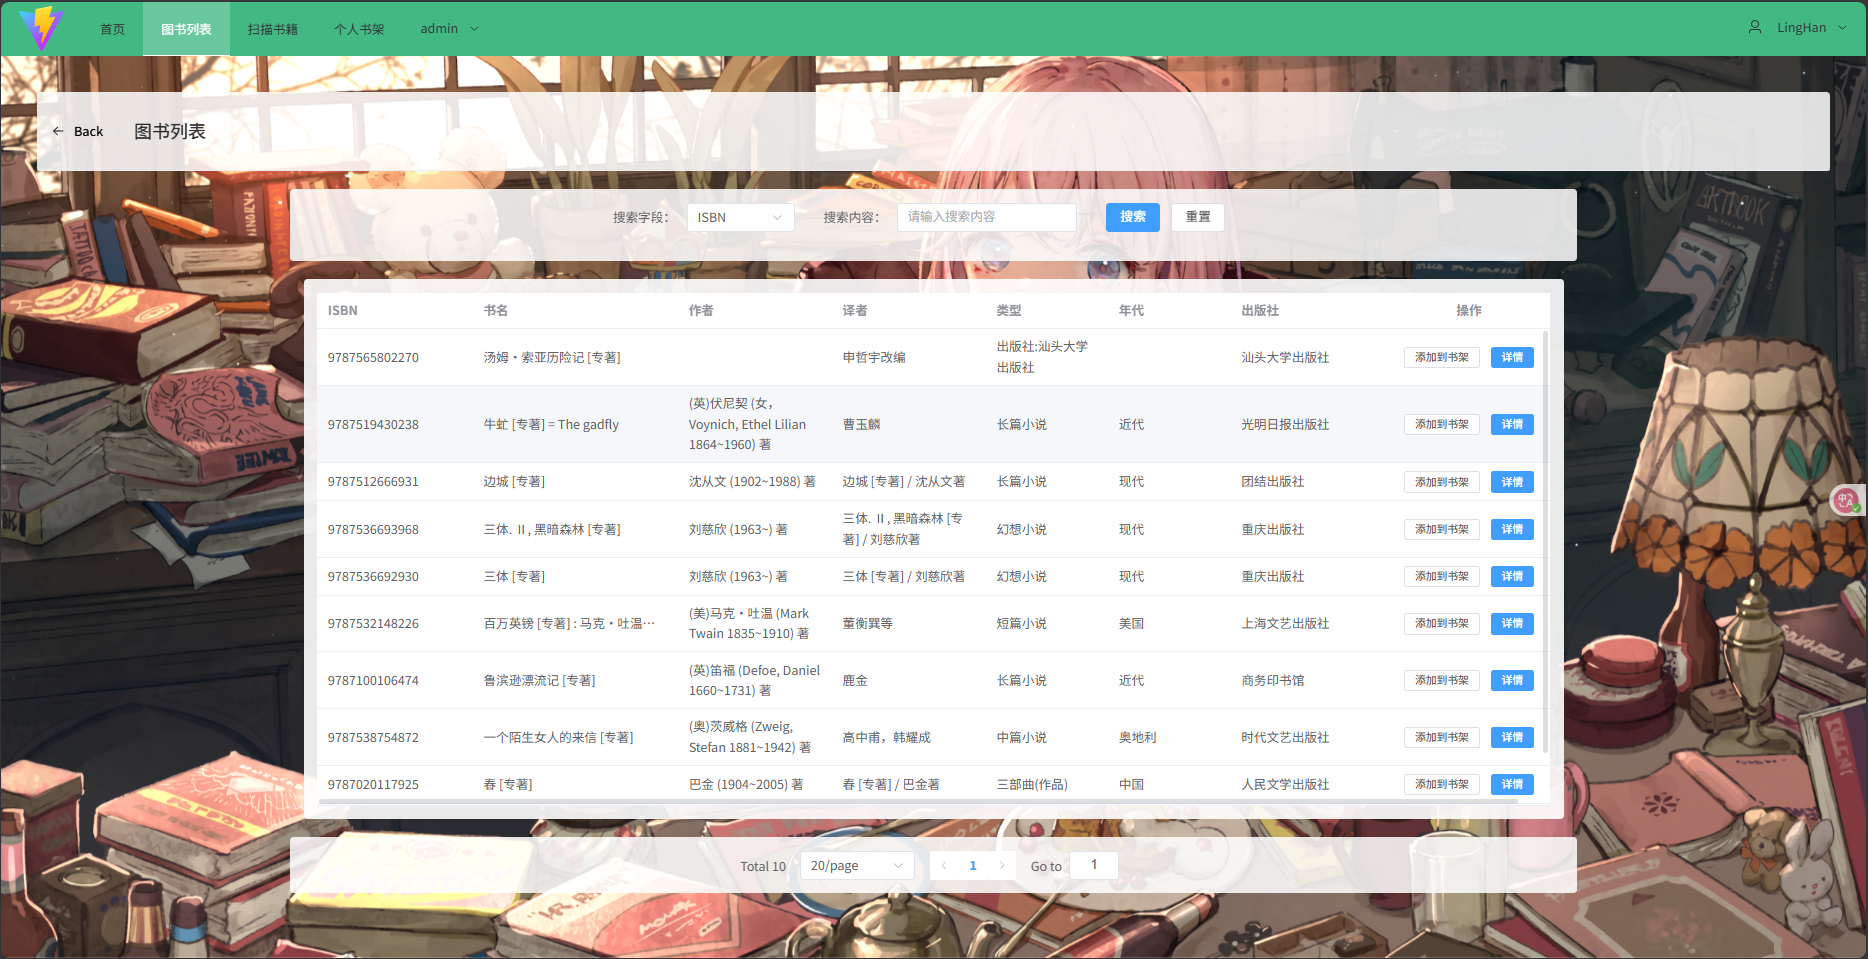 首页 图书列表 扫描书籍 个人书架 admin LingHan
Back 图书列表
搜索字段： ISBN 搜索内容： 请输入搜索内容 搜索 重置
ISBN 书名 作者 译者 类型 年代 出版社 操作
9787565802270 汤姆·索亚历险记 [专著] 申哲宇改编 出版社:汕头大学 汕头大学出版社 添加到书架 详情
出版社
(英)伏尼契 (女，
9787519430238 牛虻 [专著] = The gadfly Voynich, Ethel Lilian 曹玉麟 长篇小说 近代 光明日报出版社 添加到书架 详情
1864~1960) 著
9787512666931 边城 [专著] 沈从文 (1902~1988) 著 边城 [专著] / 沈从文著 长篇小说 现代 团结出版社 添加到书架 详情
9787536693968 三体. Ⅱ, 黑暗森林 [专著] 刘慈欣 (1963~) 著 三体. Ⅱ, 黑暗森林 [专 幻想小说 现代 重庆出版社 添加到书架 详情
著] / 刘慈欣著
9787536692930 三体 [专著] 刘慈欣 (1963~) 著 三体 [专著] / 刘慈欣著 幻想小说 现代 重庆出版社 添加到书架 详情
(美)马克·吐温 (Mark
9787532148226 百万英镑 [专著] : 马克·吐温… Twain 1835~1910) 著 董衡巽等 短篇小说 美国 上海文艺出版社 添加到书架 详情
(英)笛福 (Defoe, Daniel
9787100106474 鲁滨逊漂流记 [专著] 1660~1731) 著 鹿金 长篇小说 近代 商务印书馆 添加到书架 详情
(奥)茨威格 (Zweig,
9787538754872 一个陌生女人的来信 [专著] Stefan 1881~1942) 著 高中甫，韩耀成 中篇小说 奥地利 时代文艺出版社 添加到书架 详情
9787020117925 春 [专著] 巴金 (1904~2005) 著 春 [专著] / 巴金著 三部曲(作品) 中国 人民文学出版社 添加到书架 详情
Total 10 20/page 1 Go to 1